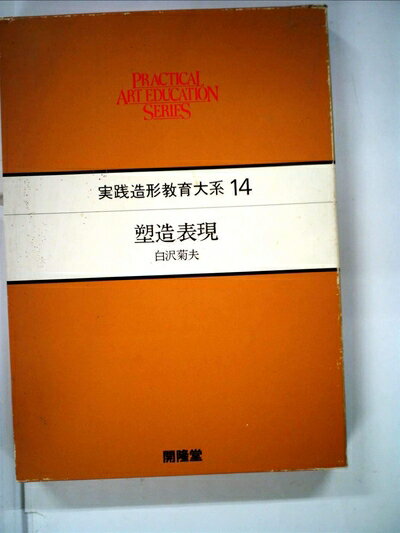 PRACTICAL
ART EDUCATION
SERIES
実践造形教育大系 14
塑造表現
白沢菊夫
開隆堂